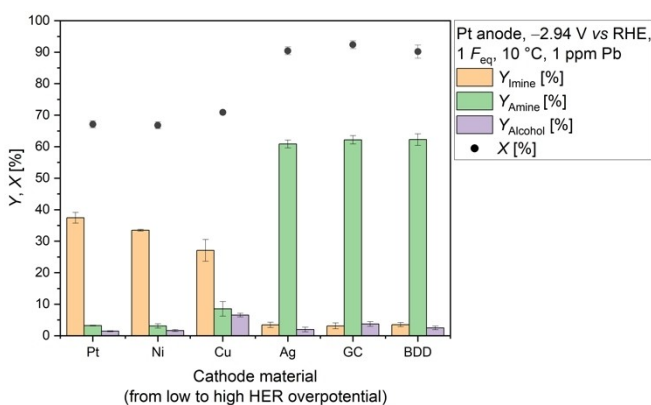 Pt anode, −2.94 V vs RHE,
1 Feq, 10 °C, 1 ppm Pb
YImine [%]
YAmine [%]
YAlcohol [%]
X [%]
Y, X [%]
100
90
80
70
60
50
40
30
20
10
0
Pt Ni Cu Ag GC BDD
Cathode material
(from low to high HER overpotential)